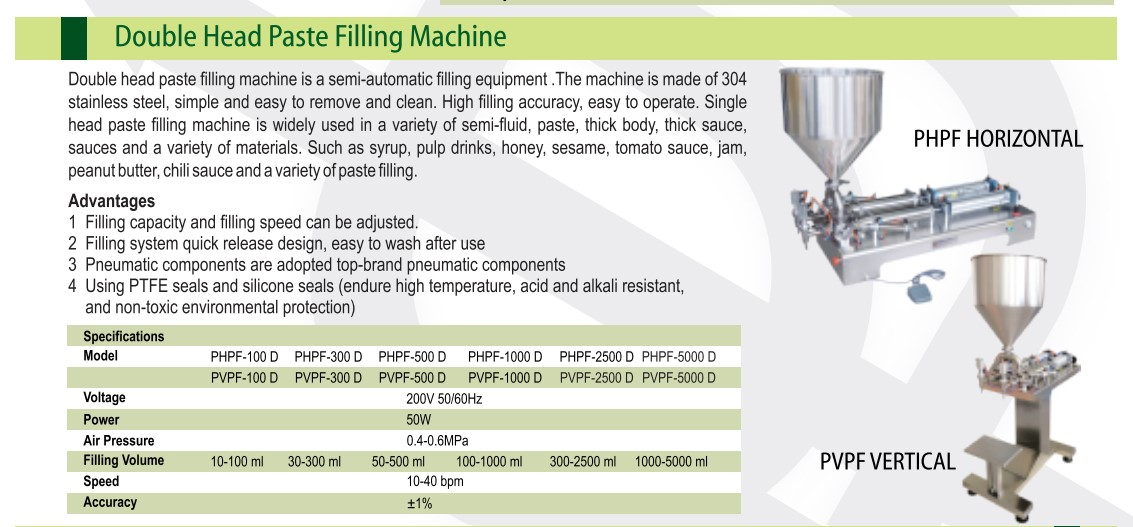 Double Head Paste Filling Machine
Double head paste filling machine is a semi-automatic filling equipment .The machine is made of 304
stainless steel, simple and easy to remove and clean. High filling accuracy, easy to operate. Single
head paste filling machine is widely used in a variety of semi-fluid, paste, thick body, thick sauce,
sauces and a variety of materials. Such as syrup, pulp drinks, honey, sesame, tomato sauce, jam,
peanut butter, chili sauce and a variety of paste filling.
Advantages
1 Filling capacity and filling speed can be adjusted.
2 Filling system quick release design, easy to wash after use
3 Pneumatic components are adopted top-brand pneumatic components
4 Using PTFE seals and silicone seals (endure high temperature, acid and alkali resistant,
and non-toxic environmental protection)
PHPF HORIZONTAL
PVPF VERTICAL
Specifications
Model PHPF-100 D PHPF-300 D PHPF-500 D PHPF-1000 D PHPF-2500 D PHPF-5000 D
PVPF-100 D PVPF-300 D PVPF-500 D PVPF-1000 D PVPF-2500 D PVPF-5000 D
Voltage 200V 50/60Hz
Power 50W
Air Pressure 0.4-0.6MPa
Filling Volume 10-100 ml 30-300 ml 50-500 ml 100-1000 ml 300-2500 ml 1000-5000 ml
Speed 10-40 bpm
Accuracy ±1%